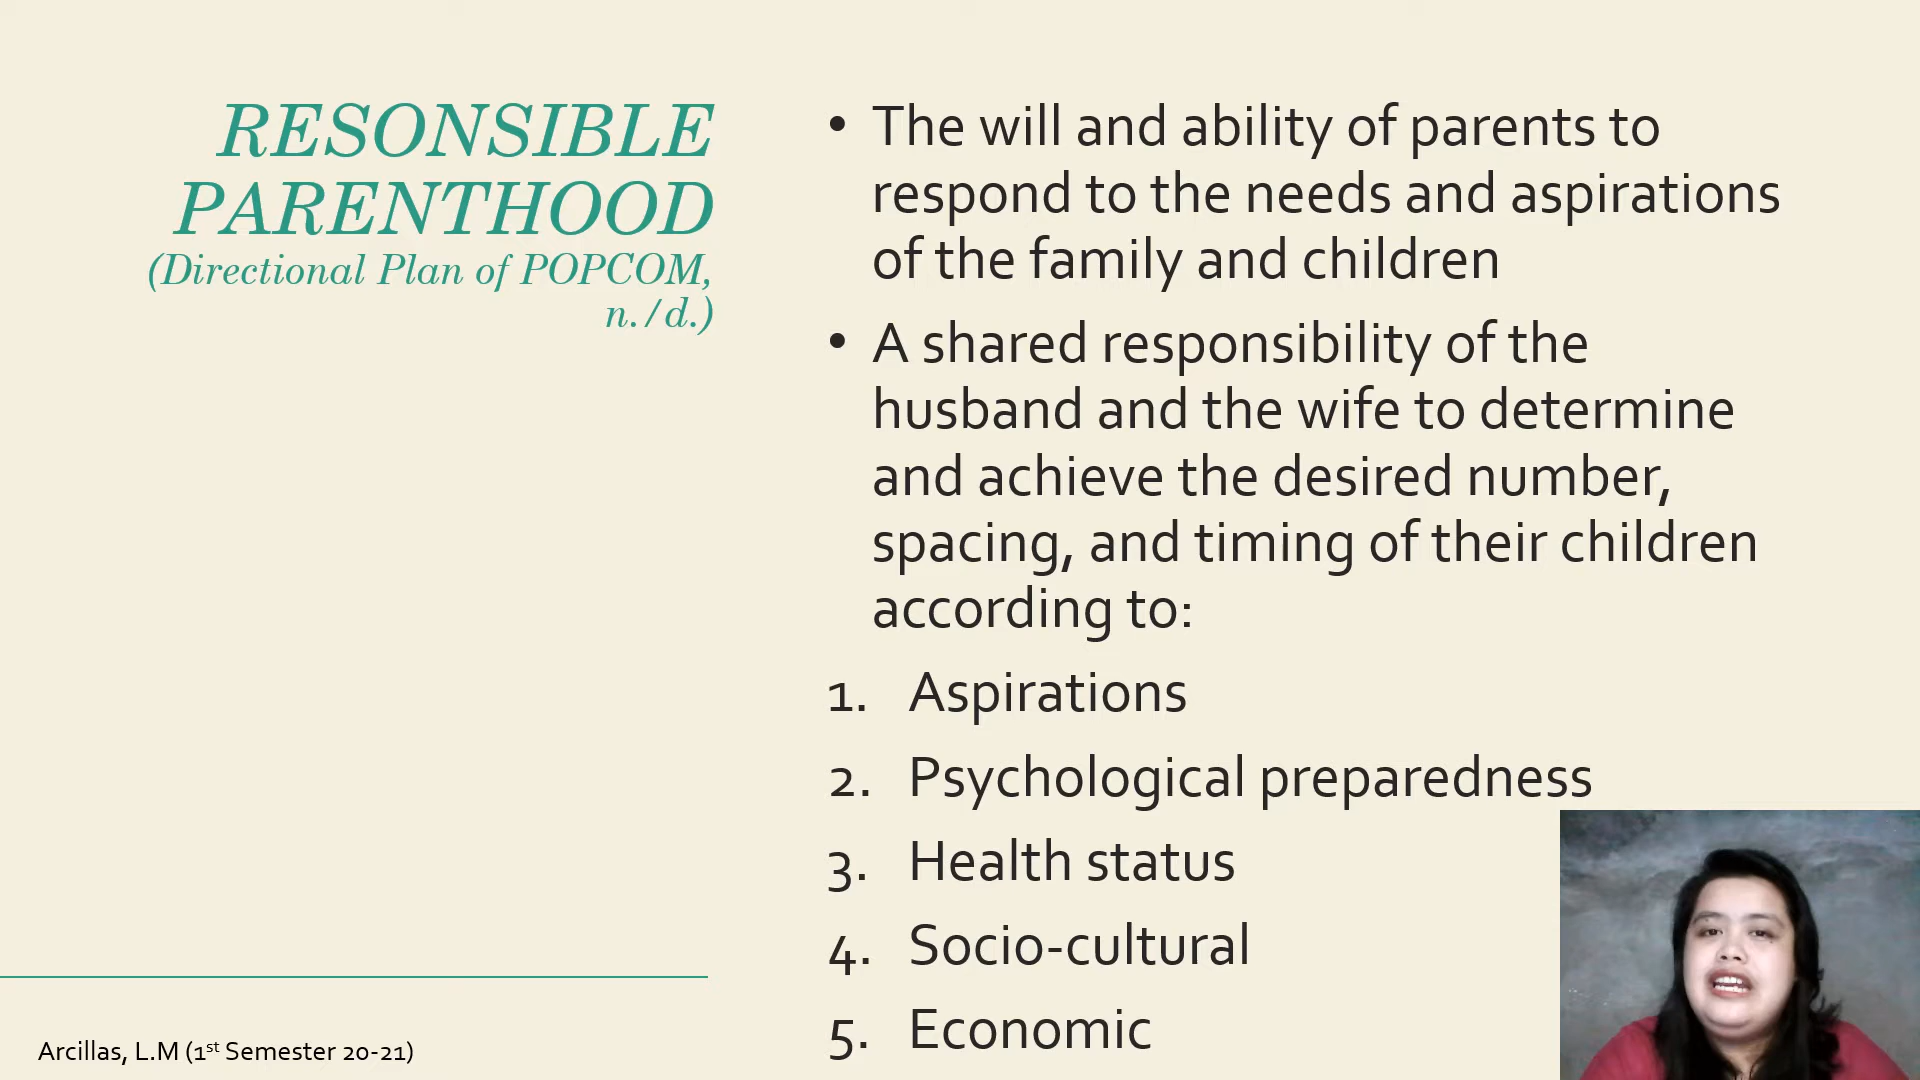 RESONSIBLE
PARENTHOOD
(Directional Plan of POPCOM,
n./d.)
• The will and ability of parents to
respond to the needs and aspirations
of the family and children
• A shared responsibility of the
husband and the wife to determine
and achieve the desired number,
spacing, and timing of their children
according to:
1. Aspirations
2. Psychological preparedness
3. Health status
4. Socio-cultural
5. Economic
Arcillas, L.M (1st Semester 20-21)